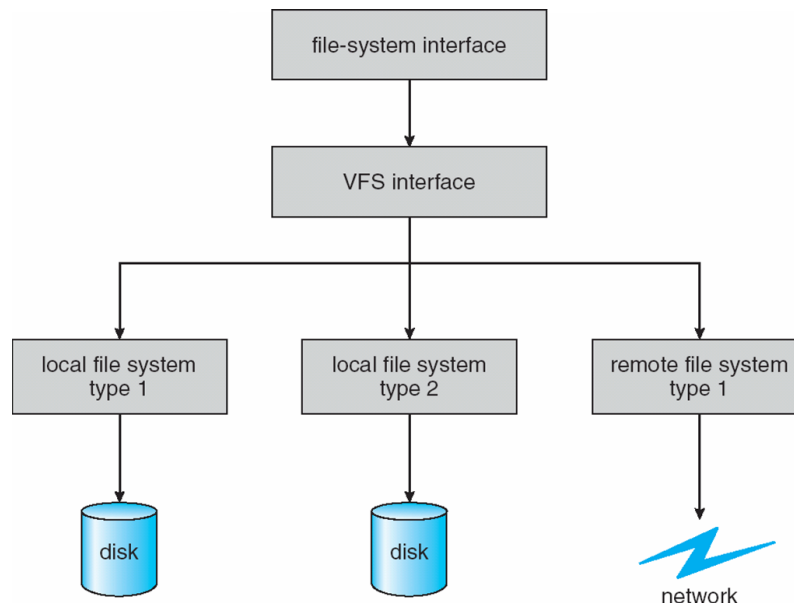 file-system interface
VFS interface
local file system
type 1
local file system
type 2
remote file system
type 1
disk
disk
network